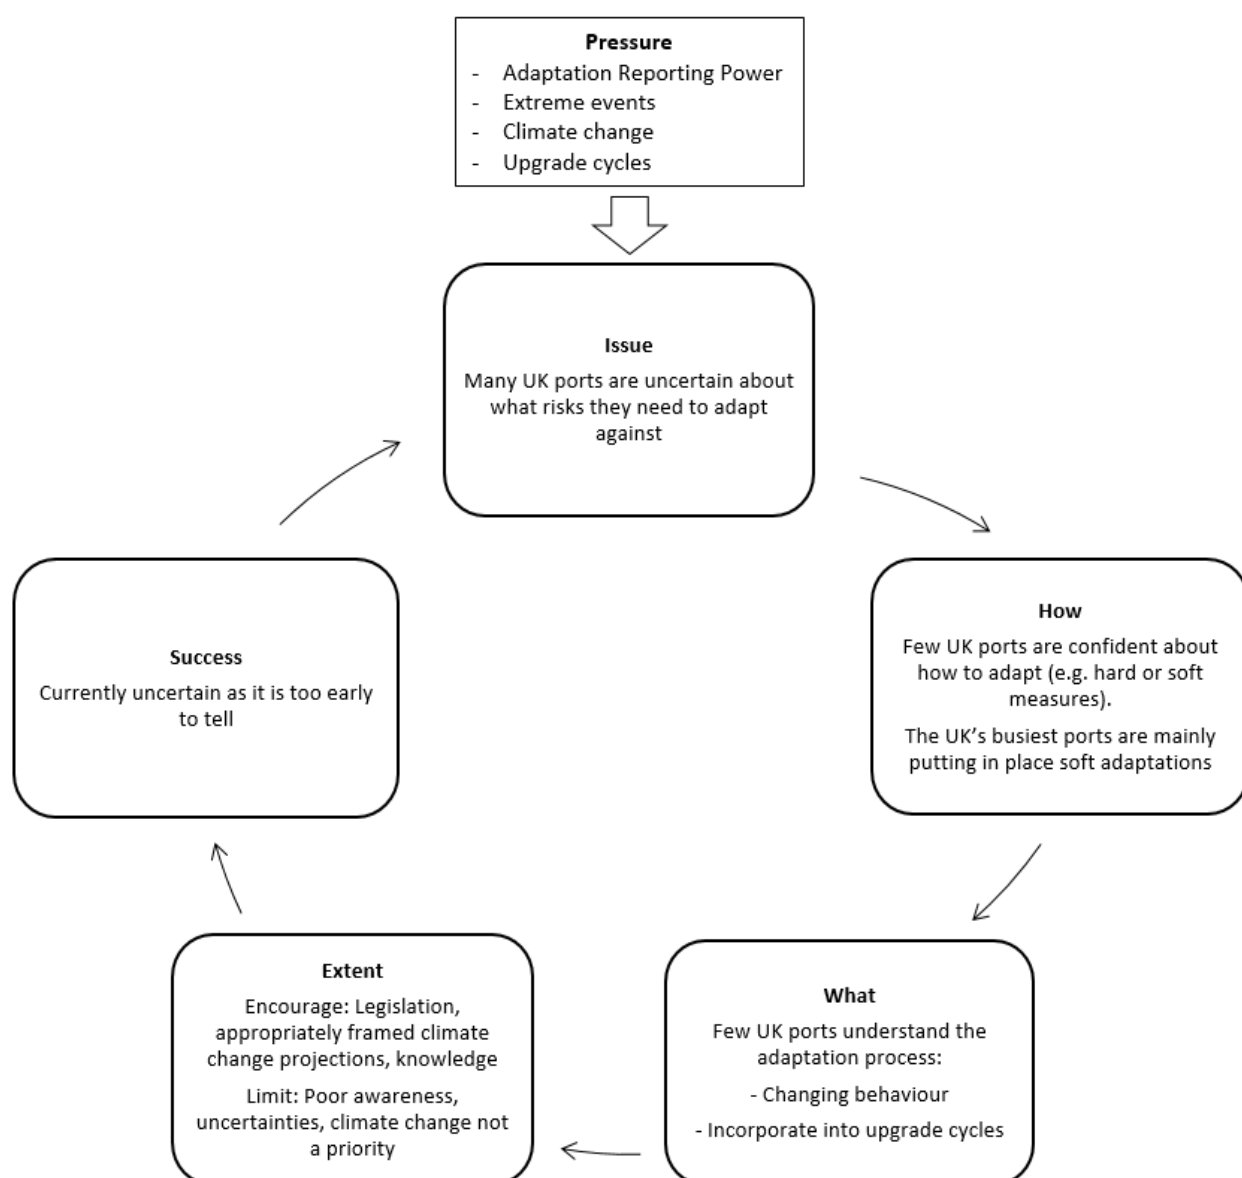 Pressure
- Adaptation Reporting Power
- Extreme events
- Climate change
- Upgrade cycles
Issue
Many UK ports are uncertain about
what risks they need to adapt
against
How
Few UK ports are confident about
how to adapt (e.g. hard or soft
measures).
The UK’s busiest ports are mainly
putting in place soft adaptations
What
Few UK ports understand the
adaptation process:
- Changing behaviour
- Incorporate into upgrade cycles
Extent
Encourage: Legislation,
appropriately framed climate
change projections, knowledge
Limit: Poor awareness,
uncertainties, climate change not
a priority
Success
Currently uncertain as it is too early
to tell